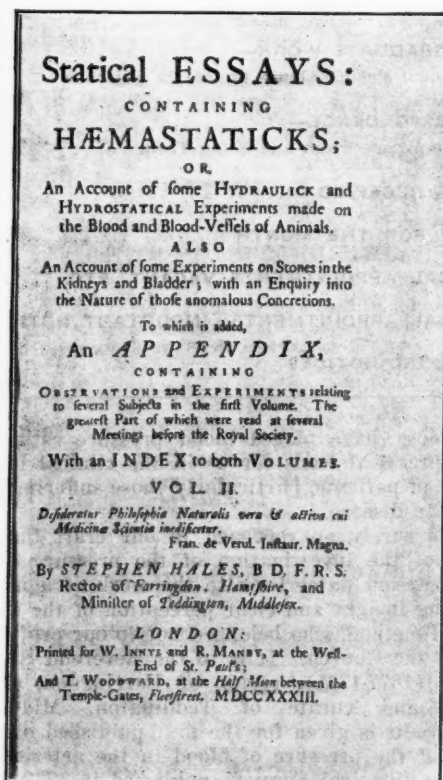 Statical ESSAYS:
CONTAINING
HÆMASTATICKS;
OR,
An Account of ſome HYDRAULICK and
HYDROSTATICAL Experiments made on
the Blood and Blood-Veſſels of Animals.
ALSO
An Account of ſome Experiments on Stones in the
Kidneys and Bladder; with an Enquiry into
the Nature of thoſe anomalous Concretions.
To which is added,
An APPENDIX,
CONTAINING
OBSERVATIONS and EXPERIMENTS relating
to ſeveral Subjects in the firſt Volume. The
greateſt Part of which were read at ſeveral
Meetings before the Royal Society.
With an INDEX to both VOLUMES.
VOL. II.
Deſideratur Philoſophia Naturalis vera & activa cui
Medicinæ Scientia inædificetur.
Fran. de Verul. Inſtaur. Magna.
By STEPHEN HALES, B D. F. R. S.
Rector of Farringdon, Hampſhire, and
Miniſter of Teddington, Middleſex.
LONDON:
Printed for W. INNYS and R. MANBY, at the Weſt-
End of St. Paul's;
And T. WOODWARD, at the Half Moon between the
Temple-Gates, Fleetſtreet. MDCCXXXIII.